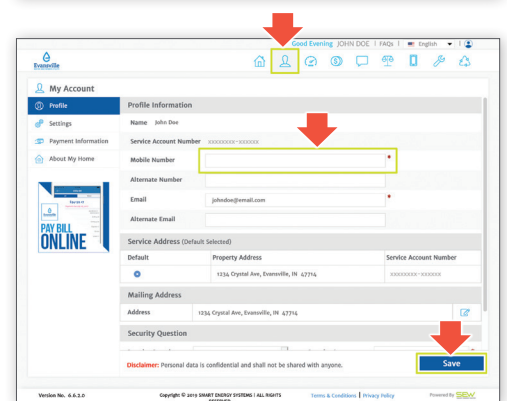 Good Evening JOHN DOE | FAQs | English
Evansville
My Account
Profile
Settings
Payment Information
About My Home
PAY BILL
ONLINE
Profile Information
Name John Doe
Service Account Number xxxxxxxx-xxxxxx
Mobile Number *
Alternate Number
Email johndoe@email.com *
Alternate Email
Service Address (Default Selected)
Default Property Address Service Account Number
1234 Crystal Ave, Evansville, IN 47714 xxxxxxxx-xxxxxx
Mailing Address
Address 1234 Crystal Ave, Evansville, IN 47714
Security Question
Disclaimer: Personal data is confidential and shall not be shared with anyone.
Save
Version No. 6.6.2.0 Copyright © 2019 SMART ENERGY SYSTEMS | ALL RIGHTS
RESERVED
Terms & Conditions | Privacy Policy Powered By SEW